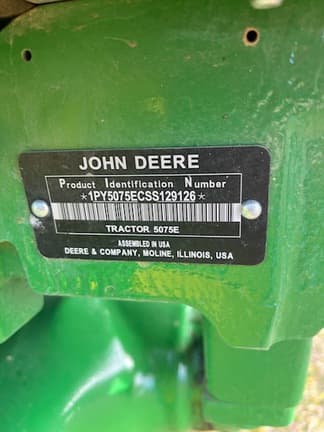 JOHN DEERE
Product Identification Number
*1PY5075ECSS129126*
TRACTOR 5075E
ASSEMBLED IN USA
DEERE & COMPANY, MOLINE, ILLINOIS, USA